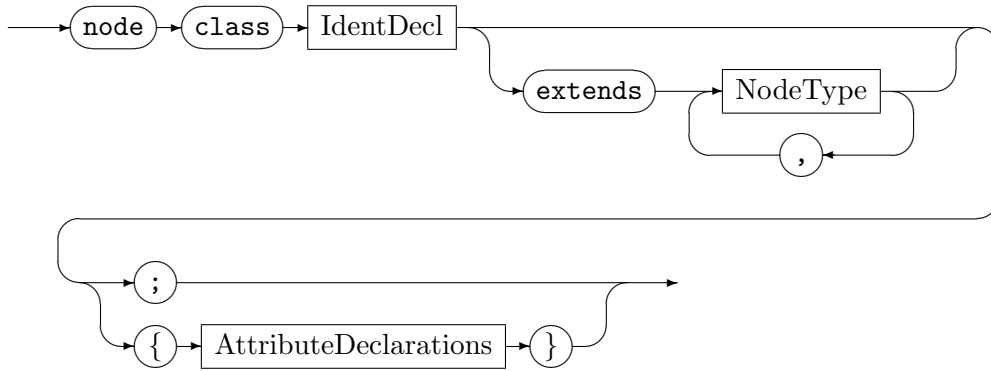 node class IdentDecl
extends NodeType
,
;
{ AttributeDeclarations }